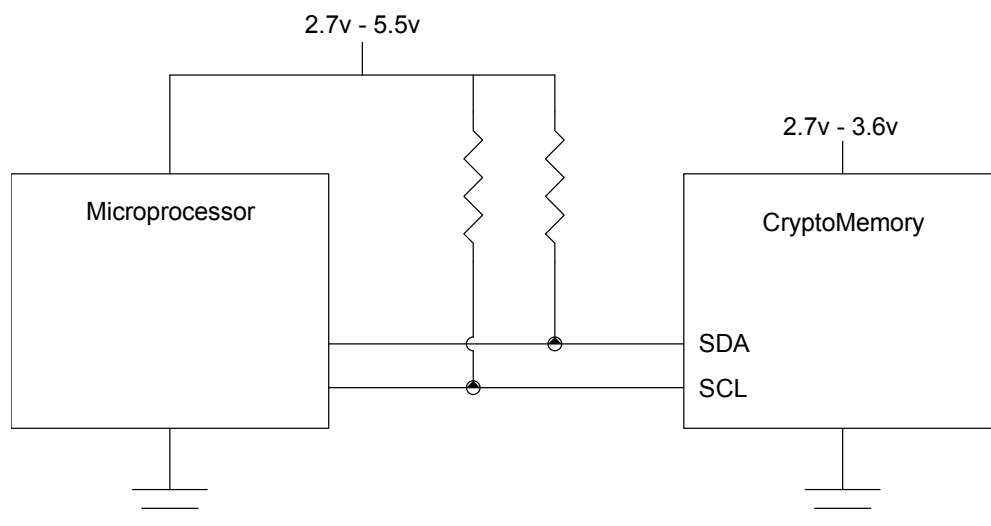 2.7v - 5.5v
2.7v - 3.6v
Microprocessor
CryptoMemory
SDA
SCL